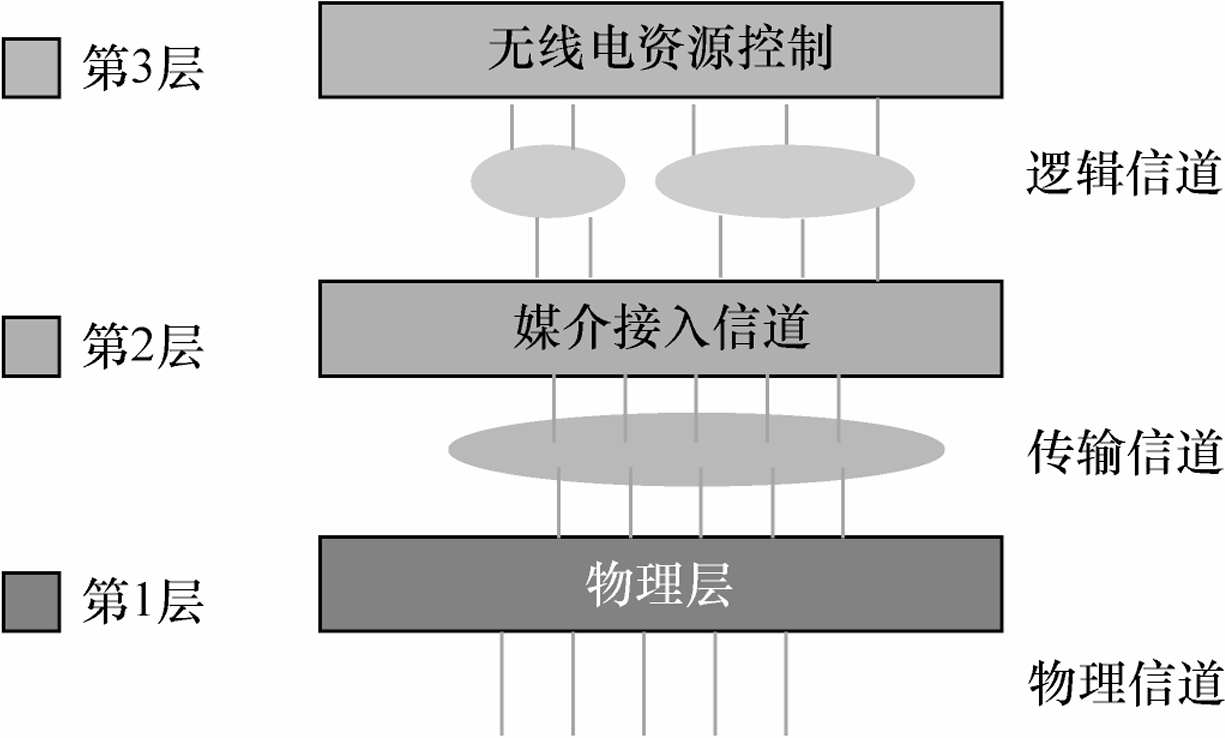 无线电资源控制
第3层
逻辑信道
媒介接入信道
第2层
传输信道
物理层
第1层
物理信道